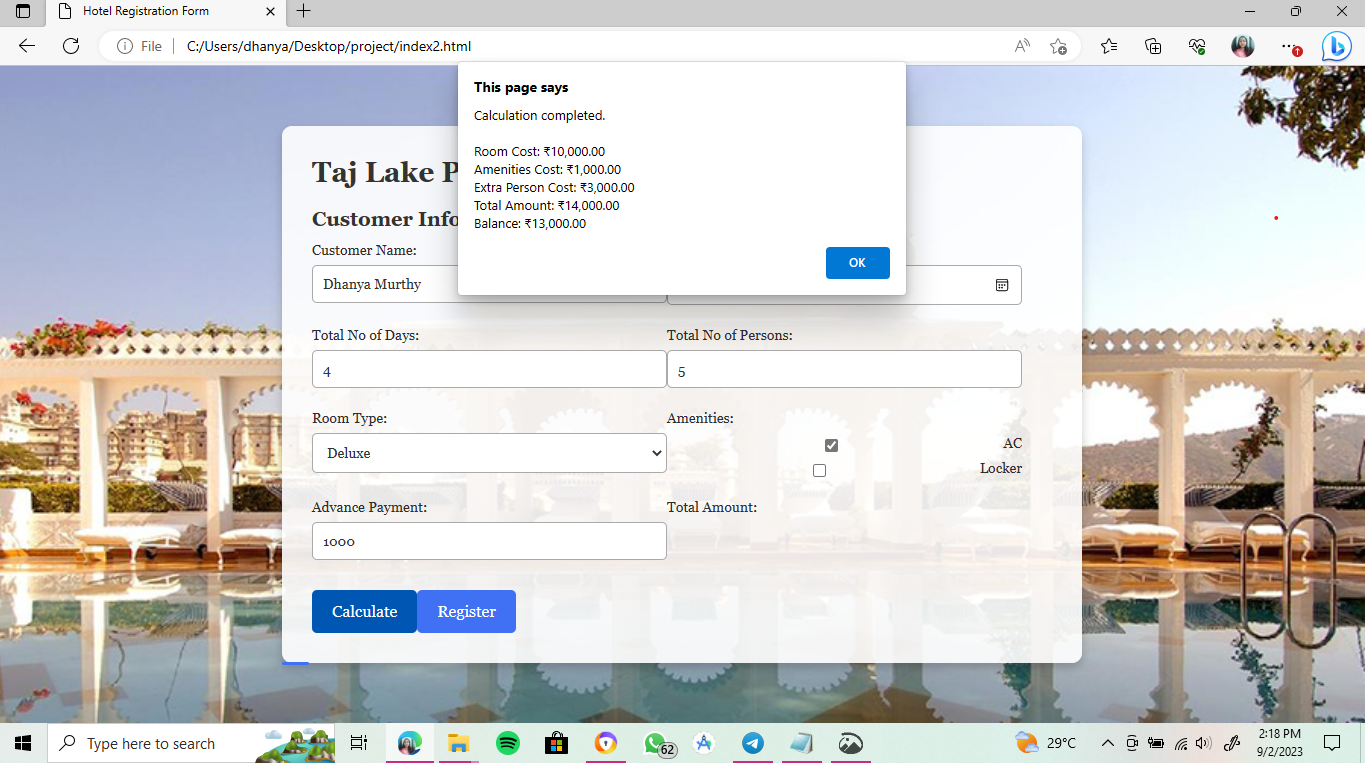 Hotel Registration Form
File
C:/Users/dhanya/Desktop/project/index2.html
This page says
Calculation completed.
Room Cost: ₹10,000.00
Amenities Cost: ₹1,000.00
Extra Person Cost: ₹3,000.00
Total Amount: ₹14,000.00
Balance: ₹13,000.00
OK
Taj Lake P
Customer Info
Customer Name:
Dhanya Murthy
Total No of Days: Total No of Persons:
4 5
Room Type: Amenities:
Deluxe
AC
Locker
Advance Payment: Total Amount:
1000
Calculate Register
Type here to search
62
29°C
2:18 PM
9/2/2023